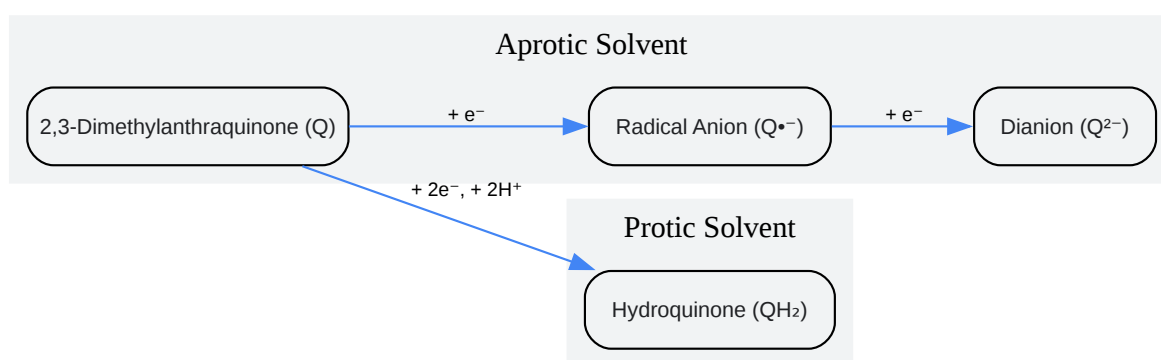 Aprotic Solvent
2,3-Dimethylanthraquinone (Q)
+ e⁻
Radical Anion (Q•⁻)
+ e⁻
Dianion (Q²⁻)
+ 2e⁻, + 2H⁺
Protic Solvent
Hydroquinone (QH₂)